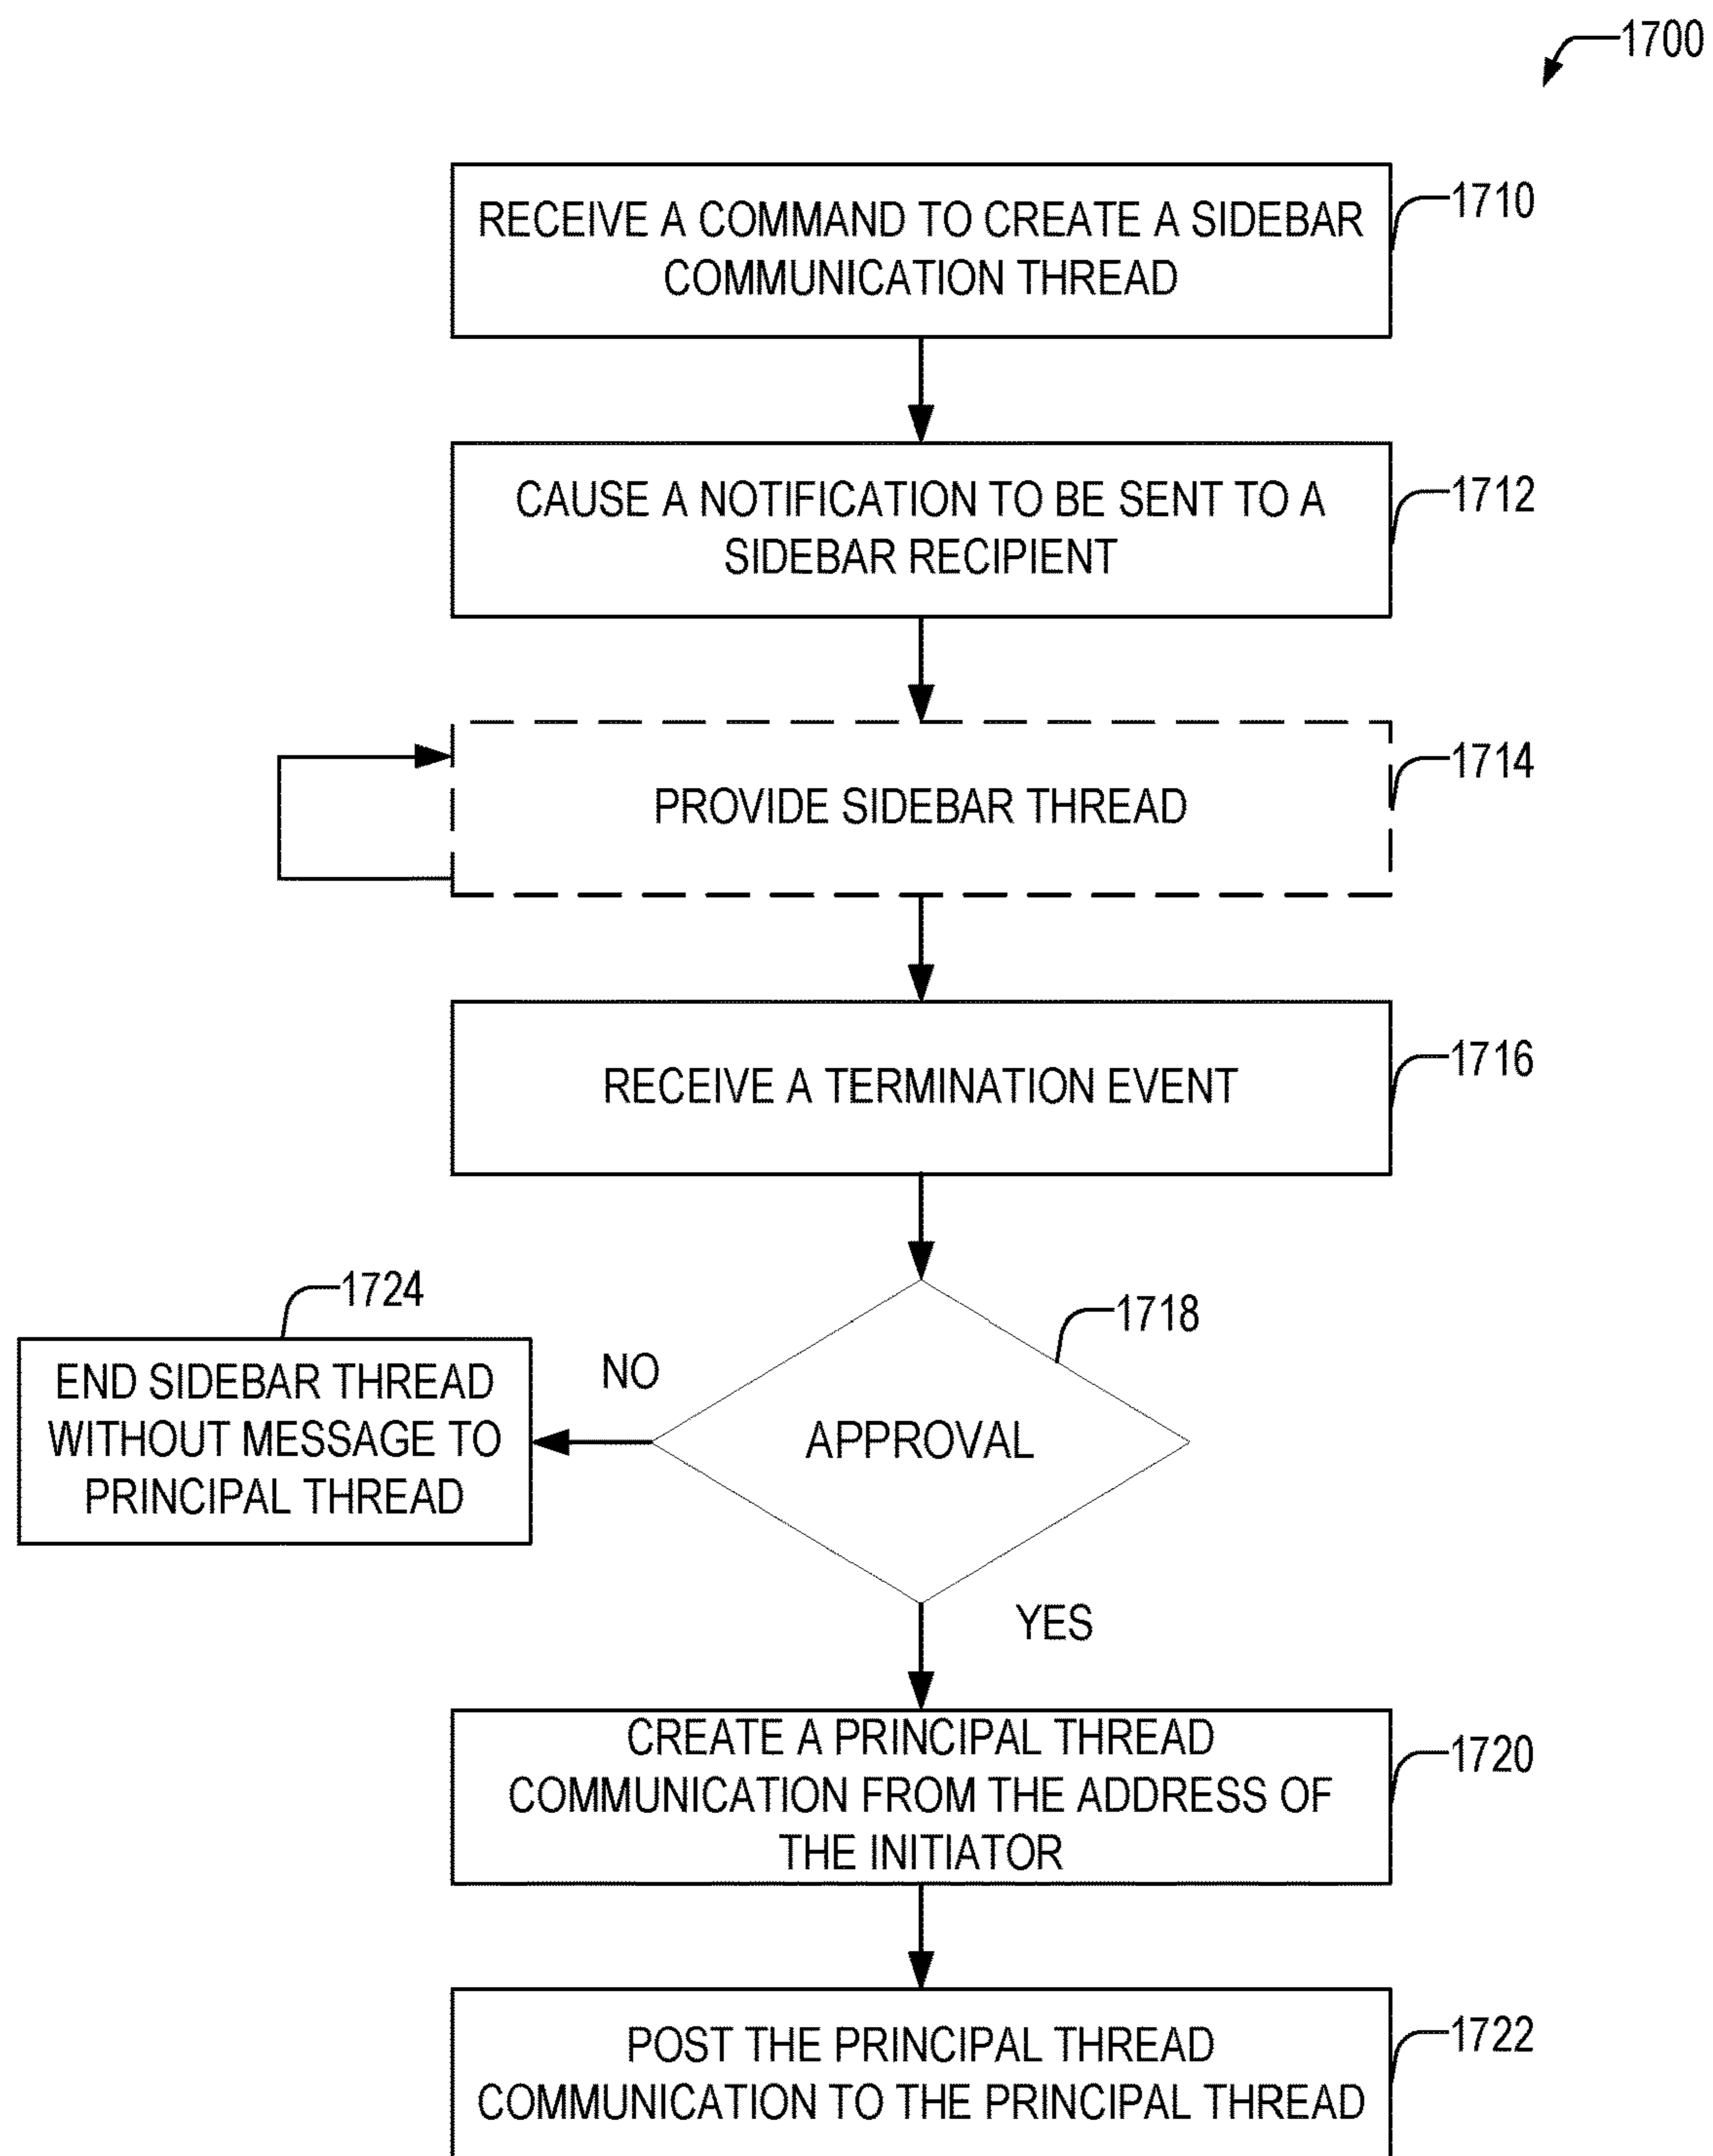 1700
RECEIVE A COMMAND TO CREATE A SIDEBAR
COMMUNICATION THREAD
1710
CAUSE A NOTIFICATION TO BE SENT TO A
SIDEBAR RECIPIENT
1712
PROVIDE SIDEBAR THREAD
1714
RECEIVE A TERMINATION EVENT
1716
APPROVAL
1718
NO
1724
END SIDEBAR THREAD
WITHOUT MESSAGE TO
PRINCIPAL THREAD
YES
CREATE A PRINCIPAL THREAD
COMMUNICATION FROM THE ADDRESS OF
THE INITIATOR
1720
POST THE PRINCIPAL THREAD
COMMUNICATION TO THE PRINCIPAL THREAD
1722